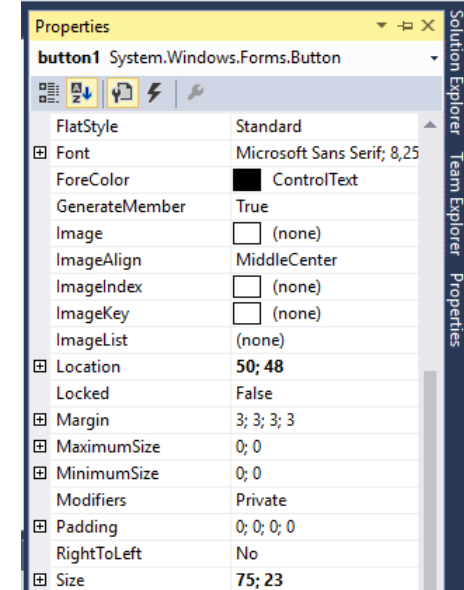 Properties
button1 System.Windows.Forms.Button
FlatStyle Standard
Font Microsoft Sans Serif; 8,25
ForeColor ControlText
GenerateMember True
Image (none)
ImageAlign MiddleCenter
ImageIndex (none)
ImageKey (none)
ImageList (none)
Location 50; 48
Locked False
Margin 3; 3; 3; 3
MaximumSize 0; 0
MinimumSize 0; 0
Modifiers Private
Padding 0; 0; 0; 0
RightToLeft No
Size 75; 23
Solution Explorer
Team Explorer
Properties